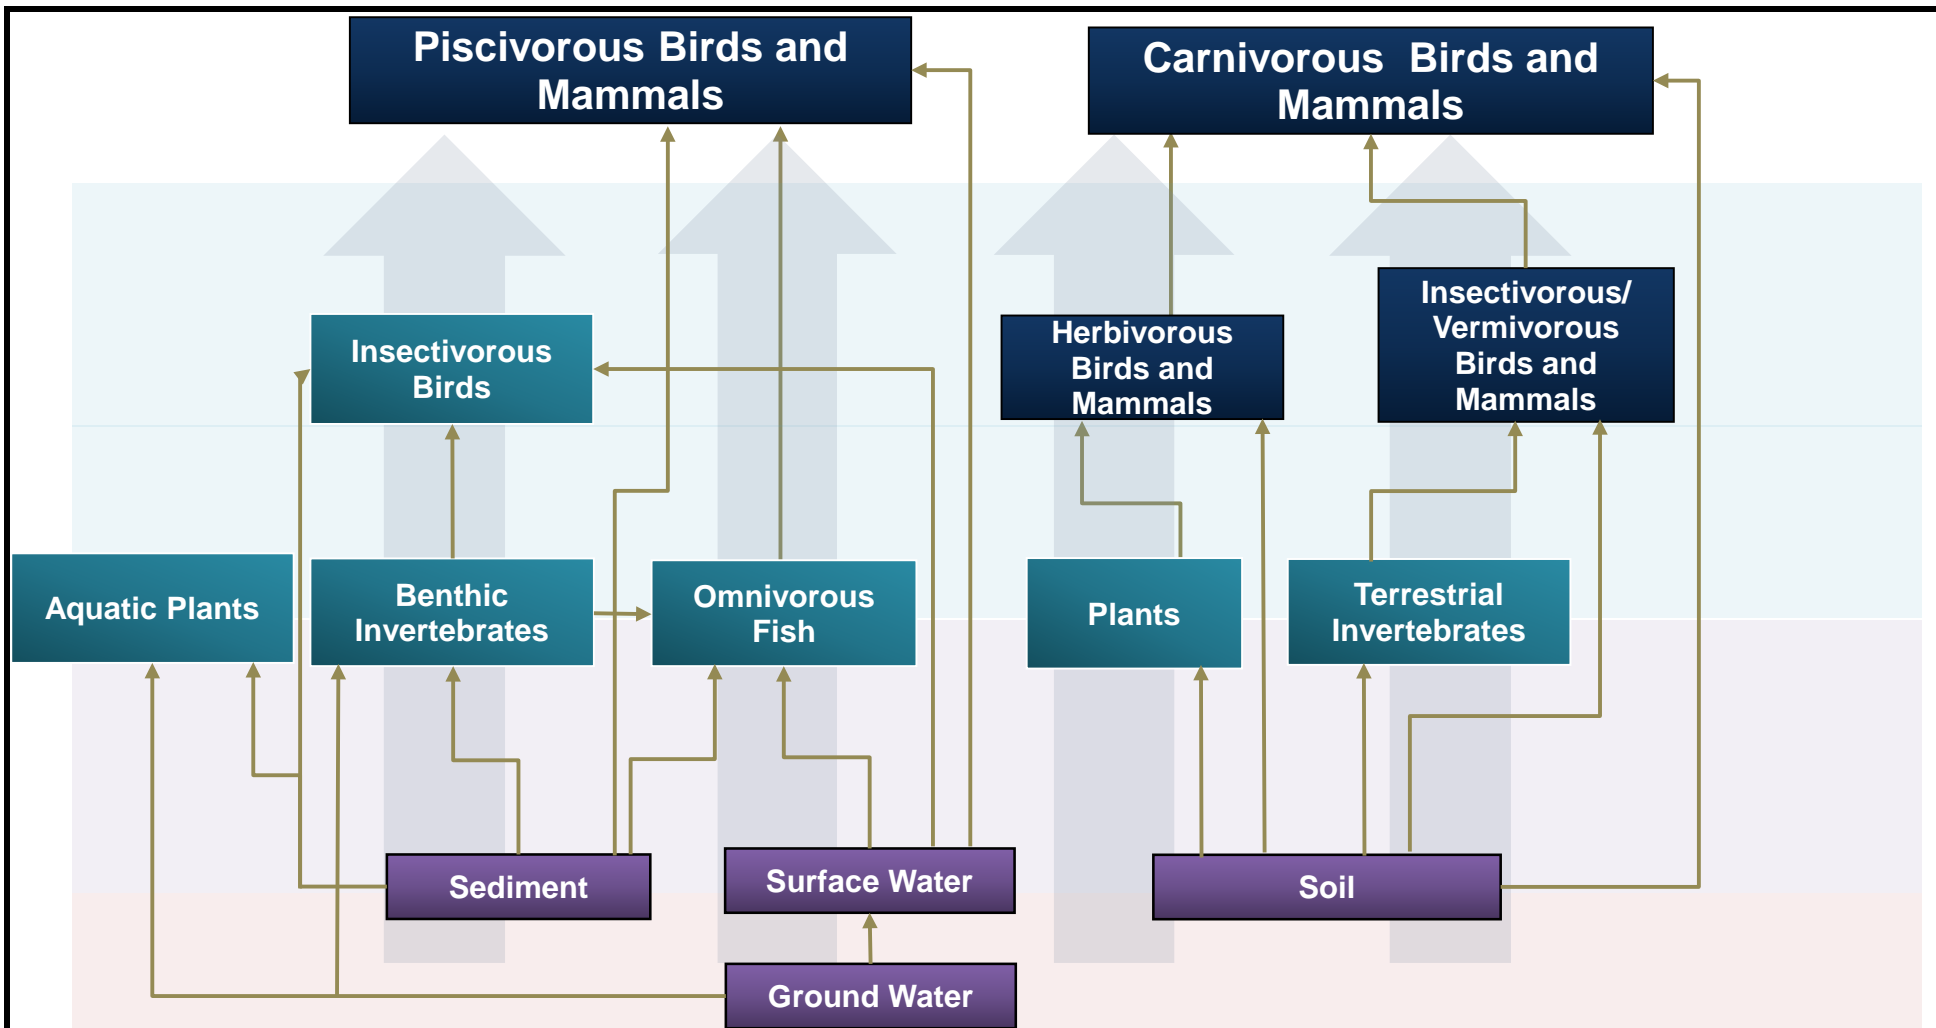 Piscivorous Birds and
Mammals
Carnivorous Birds and
Mammals
Insectivorous
Birds
Herbivorous
Birds and
Mammals
Insectivorous/
Vermivorous
Birds and
Mammals
Aquatic Plants
Benthic
Invertebrates
Omnivorous
Fish
Plants
Terrestrial
Invertebrates
Sediment
Surface Water
Soil
Ground Water